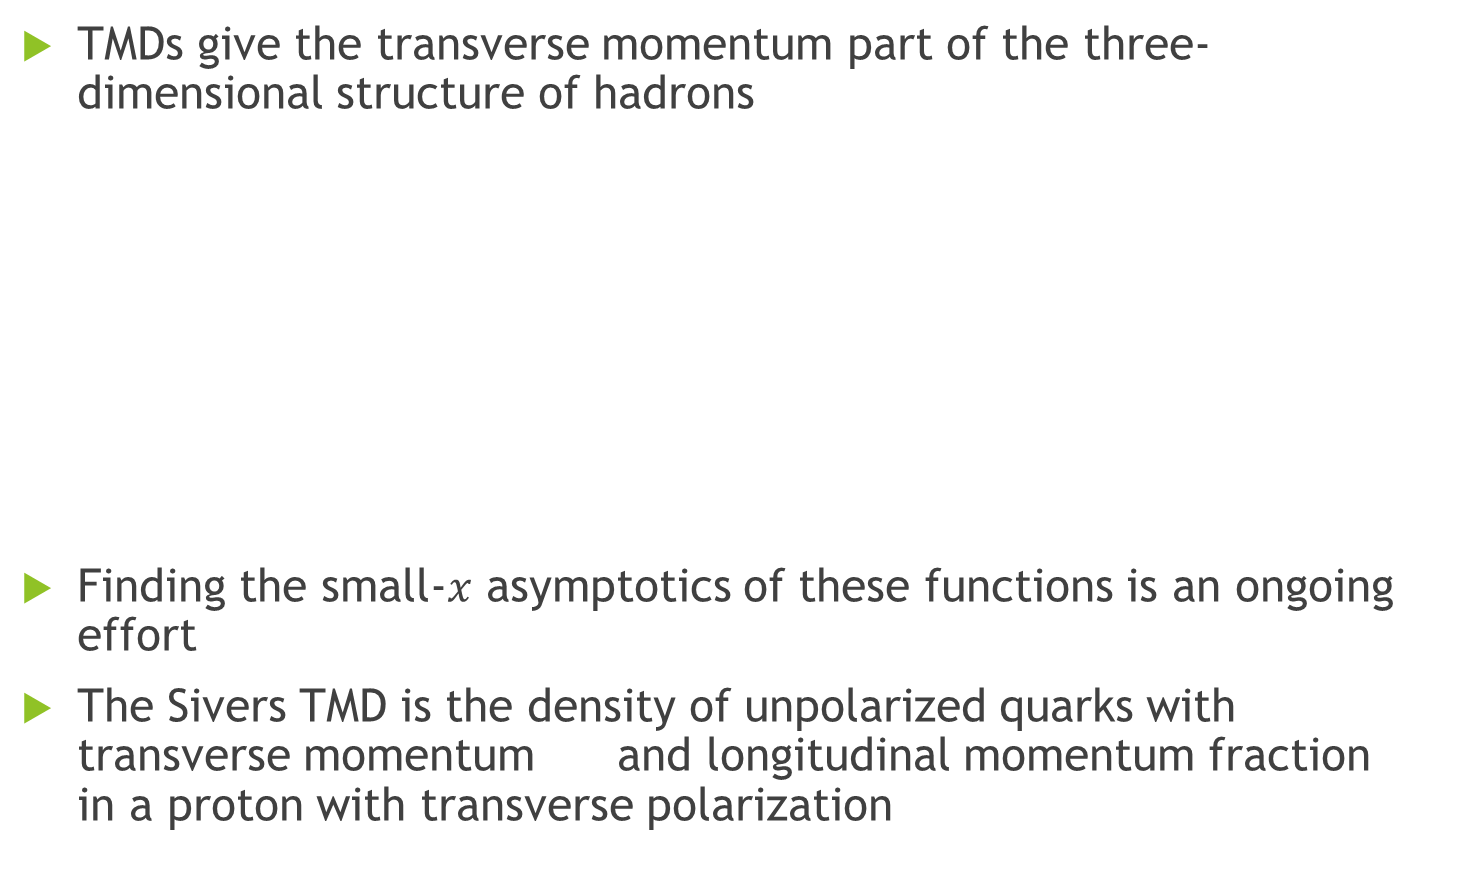 TMDs give the transverse momentum part of the three-
dimensional structure of hadrons
Finding the small-𝑥 asymptotics of these functions is an ongoing
effort
The Sivers TMD is the density of unpolarized quarks with
transverse momentum and longitudinal momentum fraction
in a proton with transverse polarization